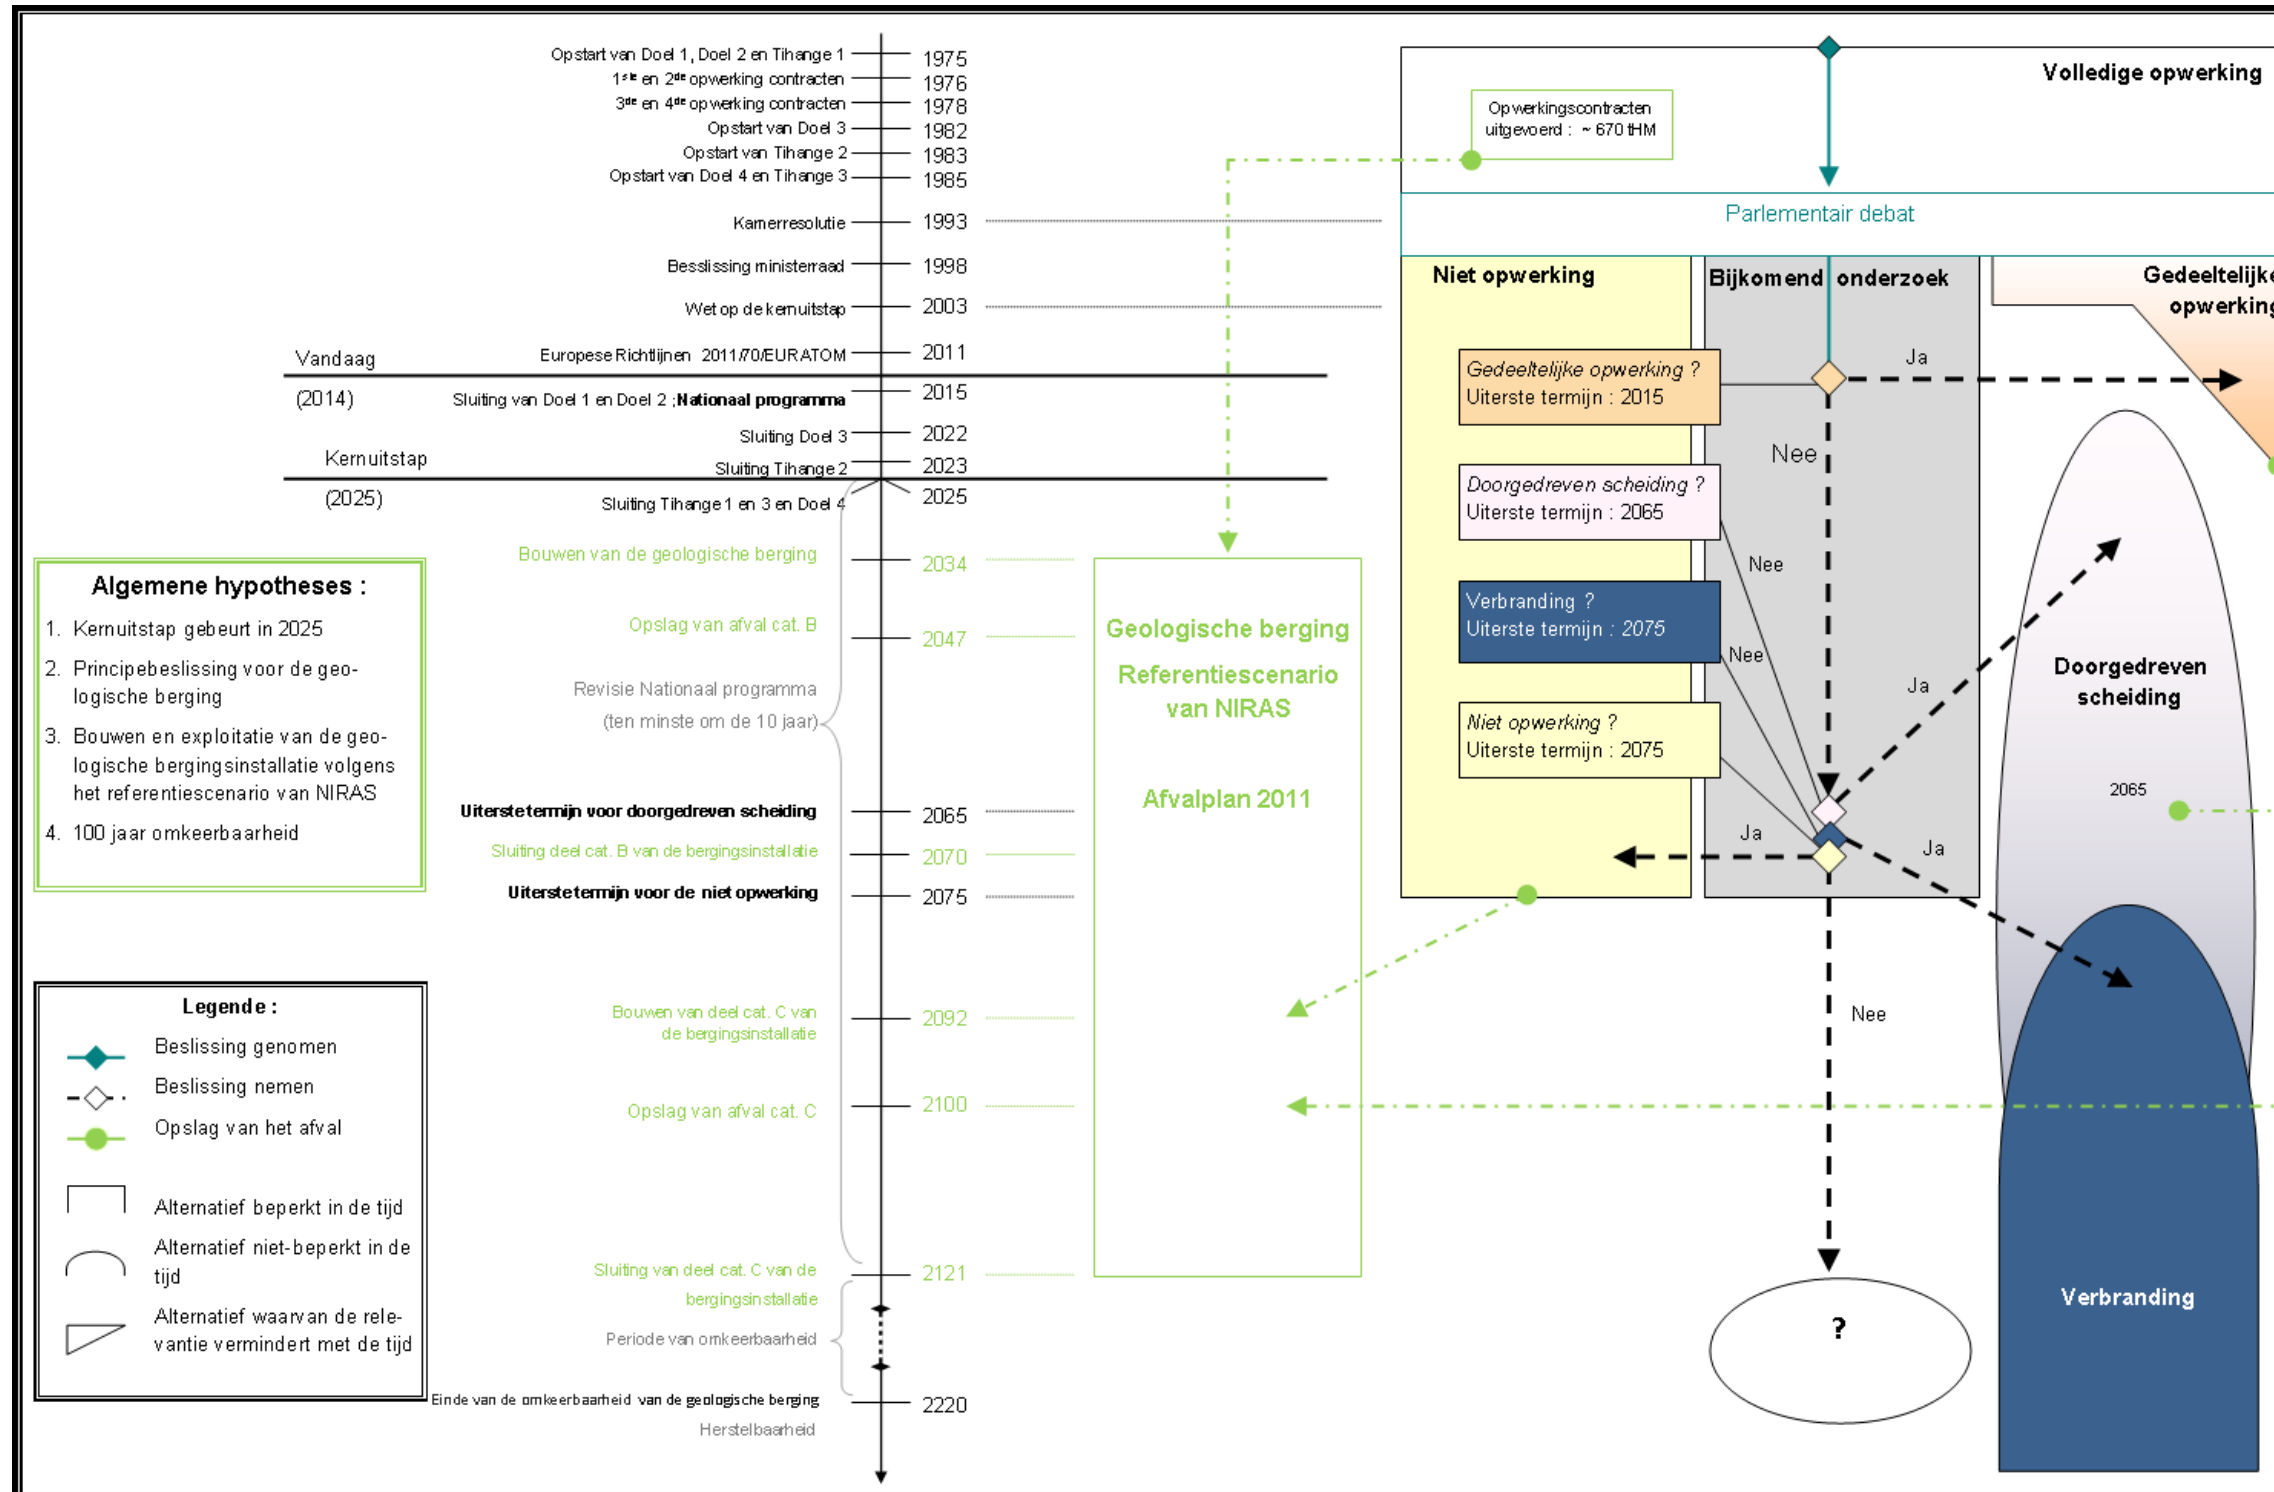 Opstart van Doel 1, Doel 2 en Tihange 1
1975
1ste en 2de opwerking contracten
1976
3de en 4de opwerking contracten
1978
Opstart van Doel 3
1982
Opstart van Tihange 2
1983
Opstart van Doel 4 en Tihange 3
1985
Kamerresolutie
1993
Besslissing ministerraad
1998
Wet op de kernuitstap
2003
Europese Richtlijnen 2011/70/EURATOM
2011
Vandaag
(2014)
Sluiting van Doel 1 en Doel 2 ;Nationaal programma
2015
Sluiting Doel 3
2022
Kernuitstap
(2025)
Sluiting Tihange 2
2023
Sluiting Tihange 1 en 3 en Doel 4
2025
Bouwen van de geologische berging
2034
Opslag van afval cat. B
2047
Revisie Nationaal programma
(ten minste om de 10 jaar)
Uiterste termijn voor doorgedreven scheiding
2065
Sluiting deel cat. B van de bergingsinstallatie
2070
Uiterste termijn voor de niet opwerking
2075
Bouwen van deel cat. C van
de bergingsinstallatie
2092
Opslag van afval cat. C
2100
Sluiting van deel cat. C van de
bergingsinstallatie
2121
Periode van omkeerbaarheid
Einde van de omkeerbaarheid van de geologische berging
2220
Herstelbaarheid
Algemene hypotheses :
1. Kernuitstap gebeurt in 2025
2. Principebeslissing voor de geo-
logische berging
3. Bouwen en exploitatie van de geo-
logische bergingsinstallatie volgens
het referentiescenario van NIRAS
4. 100 jaar omkeerbaarheid
Legende :
Beslissing genomen
Beslissing nemen
Opslag van het afval
Alternatief beperkt in de tijd
Alternatief niet-beperkt in de
tijd
Alternatief waarvan de rele-
vantie vermindert met de tijd
Geologische berging
Referentiescenario
van NIRAS
Afvalplan 2011
Volledige opwerking
Opwerkingscontracten
uitgevoerd : ~ 670 tHM
Parlementair debat
Niet opwerking
Bijkomend onderzoek
Gedeeltelijke
opwerking
Gedeeltelijke opwerking ?
Uiterste termijn : 2015
Ja
Nee
Doorgedreven scheiding ?
Uiterste termijn : 2065
Nee
Verbranding ?
Uiterste termijn : 2075
Nee
Niet opwerking ?
Uiterste termijn : 2075
Ja
Ja
Ja
Nee
Doorgedreven
scheiding
2065
Verbranding
?